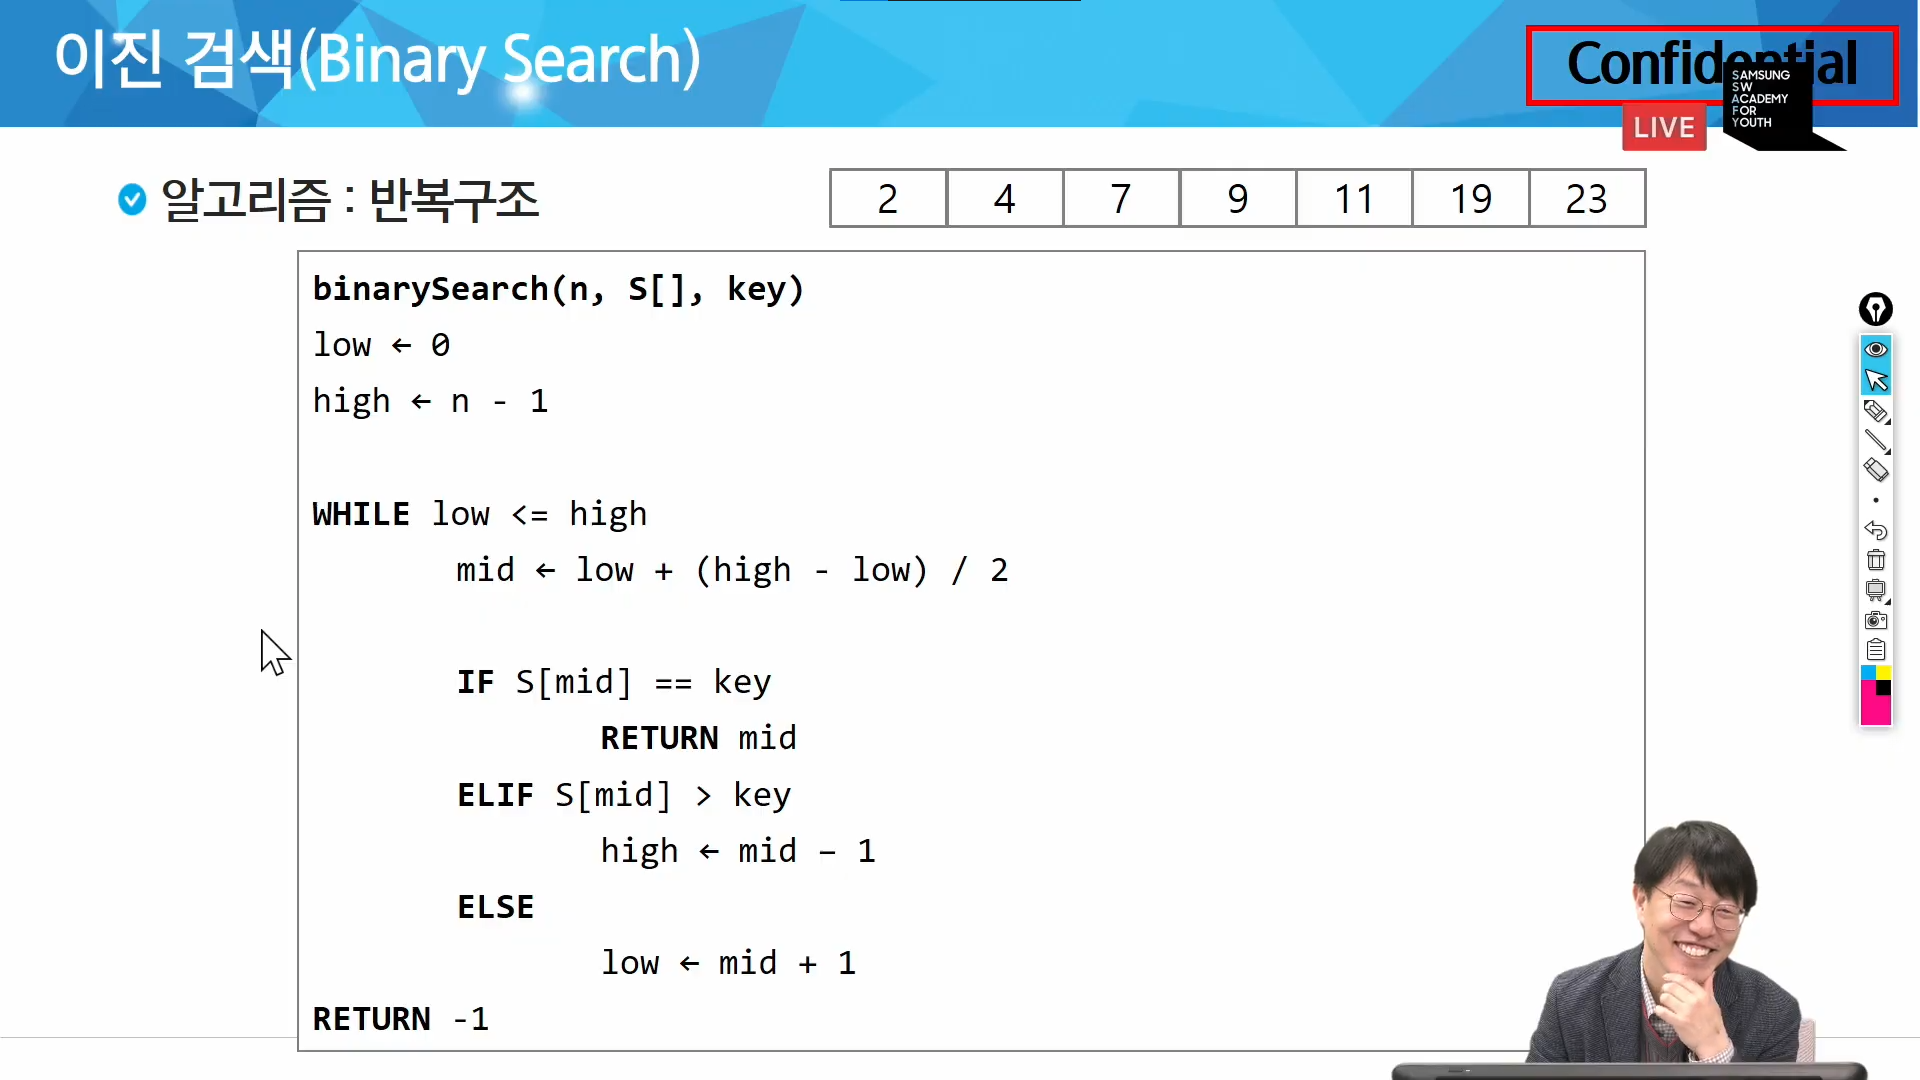 이진 검색(Binary Search)
Confidential
SAMSUNG
SW
ACADEMY
FOR
YOUTH
LIVE
알고리즘 : 반복구조
2 4 7 9 11 19 23
binarySearch(n, S[], key)
low ← 0
high ← n - 1
WHILE low <= high
mid ← low + (high - low) / 2
IF S[mid] == key
RETURN mid
ELIF S[mid] > key
high ← mid – 1
ELSE
low ← mid + 1
RETURN -1